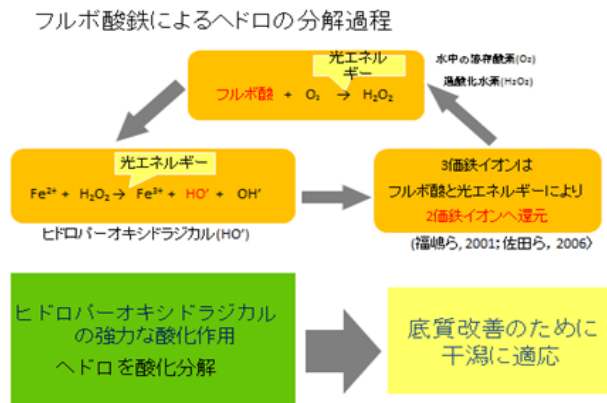 フルボ酸鉄によるヘドロの分解過程
光エネル
ギー
フルボ酸 + O₂ → H₂O₂
水中の溶存酸素(O₂)
過酸化水素(H₂O₂)
光エネルギー
Fe²⁺ + H₂O₂ → Fe³⁺ + HO' + OH'
ヒドロパーオキシドラジカル(HO')
3価鉄イオンは
フルボ酸と光エネルギーにより
2価鉄イオンへ還元
(福嶋ら, 2001; 佐田ら, 2006)
ヒドロパーオキシドラジカル
の強力な酸化作用
ヘドロを酸化分解
底質改善のために
干潟に適応